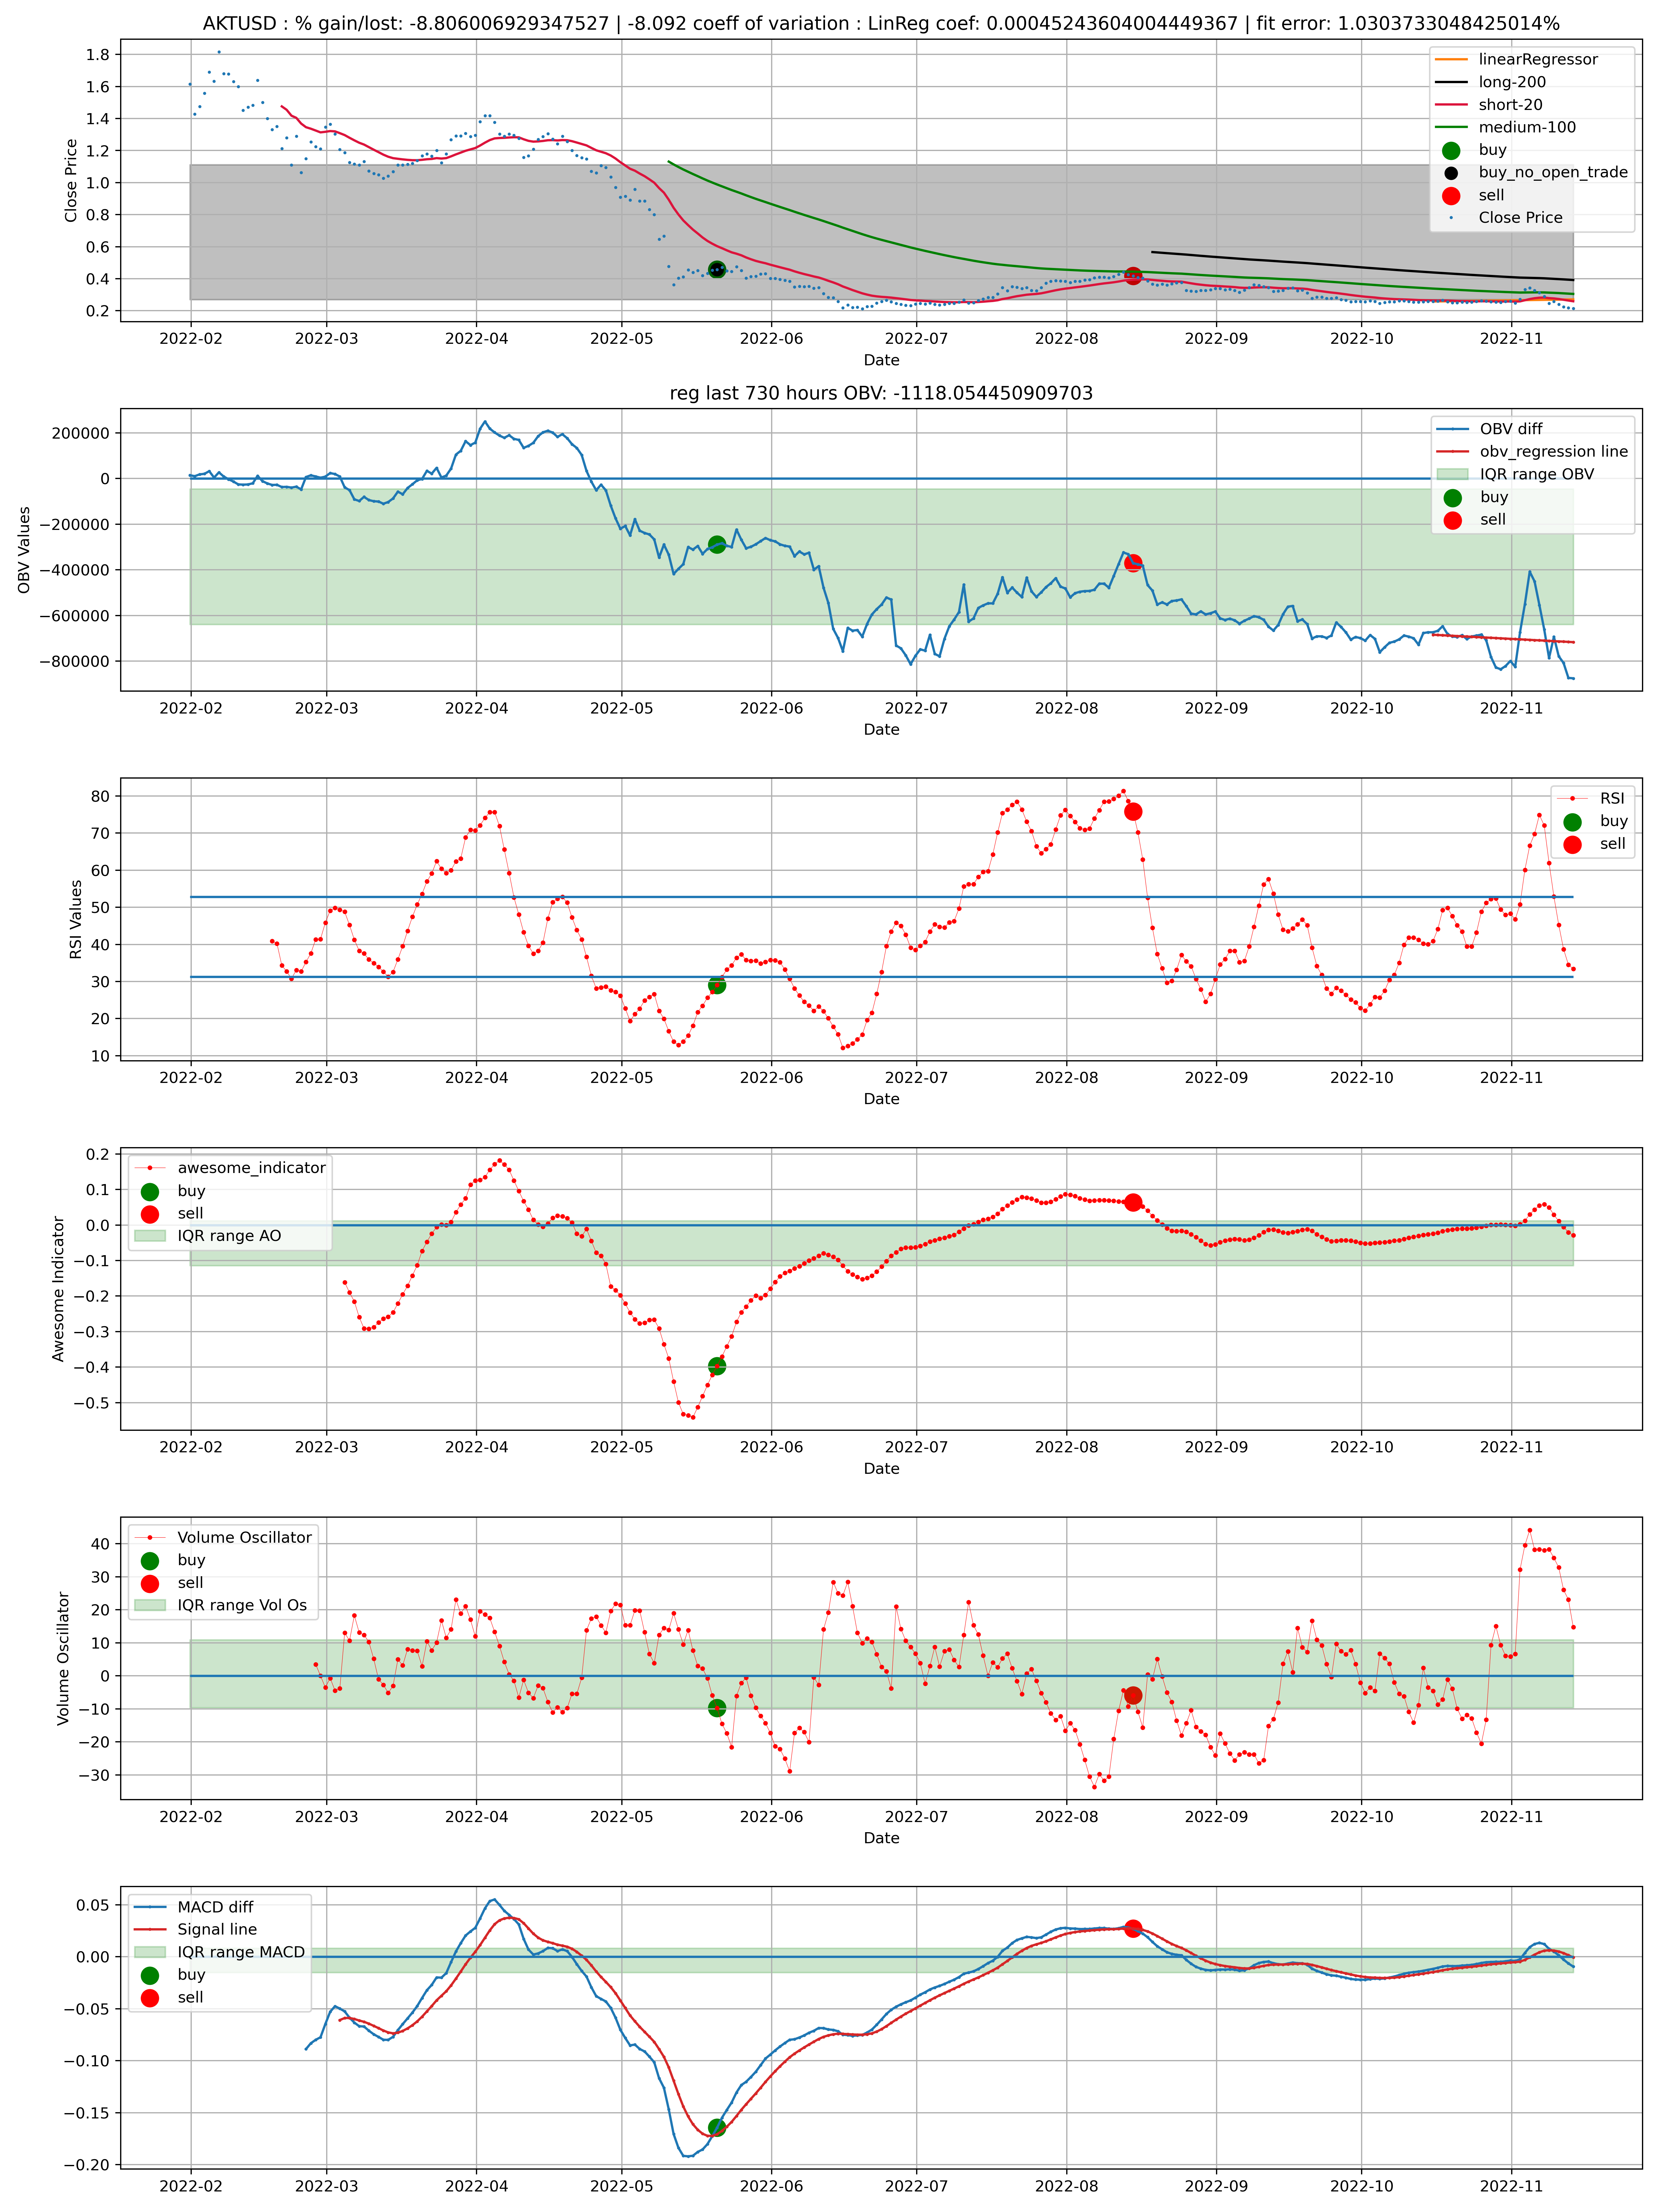 AKTUSD : % gain/lost: -8.806006929347527 | -8.092 coeff of variation : LinReg coef: 0.00045243604004449367 | fit error: 1.0303733048425014%
1.8
1.6
1.4
1.2
1.0
0.8
0.6
0.4
0.2
Close Price
linearRegressor
long-200
short-20
medium-100
buy
buy_no_open_trade
sell
Close Price
2022-02 2022-03 2022-04 2022-05 2022-06 2022-07 2022-08 2022-09 2022-10 2022-11
Date
reg last 730 hours OBV: -1118.054450909703
200000
0
−200000
−400000
−600000
−800000
OBV Values
OBV diff
obv_regression line
IQR range OBV
buy
sell
2022-02 2022-03 2022-04 2022-05 2022-06 2022-07 2022-08 2022-09 2022-10 2022-11
Date
80
70
60
50
40
30
20
10
RSI Values
RSI
buy
sell
2022-02 2022-03 2022-04 2022-05 2022-06 2022-07 2022-08 2022-09 2022-10 2022-11
Date
0.2
0.1
0.0
−0.1
−0.2
−0.3
−0.4
−0.5
Awesome Indicator
awesome_indicator
buy
sell
IQR range AO
2022-02 2022-03 2022-04 2022-05 2022-06 2022-07 2022-08 2022-09 2022-10 2022-11
Date
40
30
20
10
0
−10
−20
−30
Volume Oscillator
Volume Oscillator
buy
sell
IQR range Vol Os
2022-02 2022-03 2022-04 2022-05 2022-06 2022-07 2022-08 2022-09 2022-10 2022-11
Date
0.05
0.00
−0.05
−0.10
−0.15
−0.20
MACD diff
Signal line
IQR range MACD
buy
sell
2022-02 2022-03 2022-04 2022-05 2022-06 2022-07 2022-08 2022-09 2022-10 2022-11